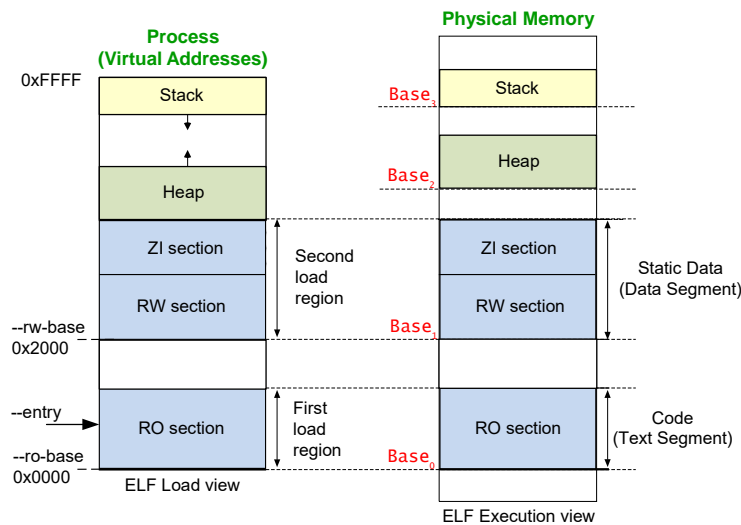 Process
(Virtual Addresses)
0xFFFF
Stack
Heap
ZI section
RW section
Second
load
region
--rw-base
0x2000
--entry
RO section
First
load
region
--ro-base
0x0000
ELF Load view
Physical Memory
Base3
Stack
Base2
Heap
ZI section
RW section
Static Data
(Data Segment)
Base1
RO section
Code
(Text Segment)
Base0
ELF Execution view